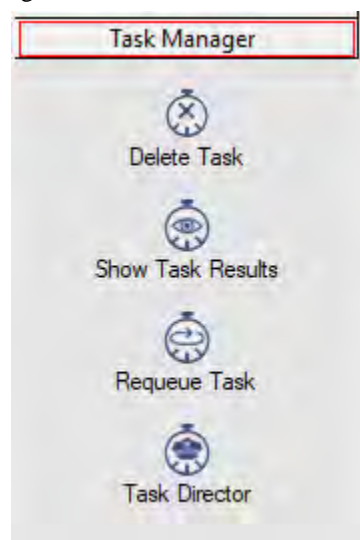 Task Manager
Delete Task
Show Task Results
Requeue Task
Task Director